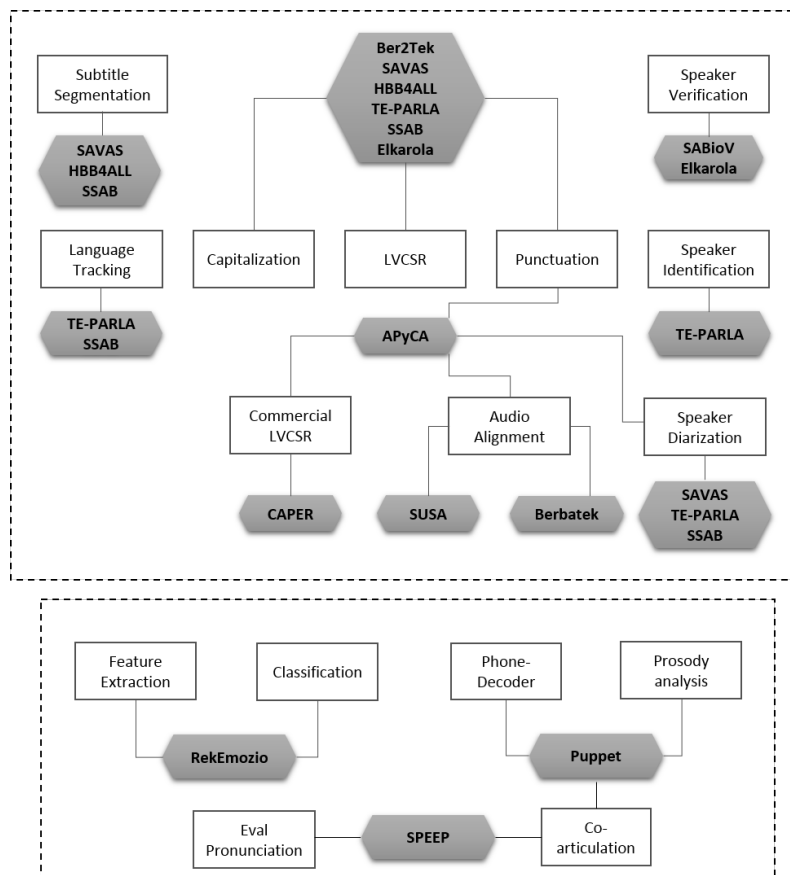 Subtitle
Segmentation
SAVAS
HBB4ALL
SSAB
Ber2Tek
SAVAS
HBB4ALL
TE-PARLA
SSAB
Elkarola
Speaker
Verification
SABioV
Elkarola
Language
Tracking
TE-PARLA
SSAB
Capitalization
LVCSR
Punctuation
Speaker
Identification
TE-PARLA
APyCA
Commercial
LVCSR
Audio
Alignment
Speaker
Diarization
CAPER
SUSA
Berbatek
SAVAS
TE-PARLA
SSAB
Feature
Extraction
Classification
Phone-
Decoder
Prosody
analysis
RekEmozio
Puppet
Eval
Pronunciation
SPEEP
Co-
articulation